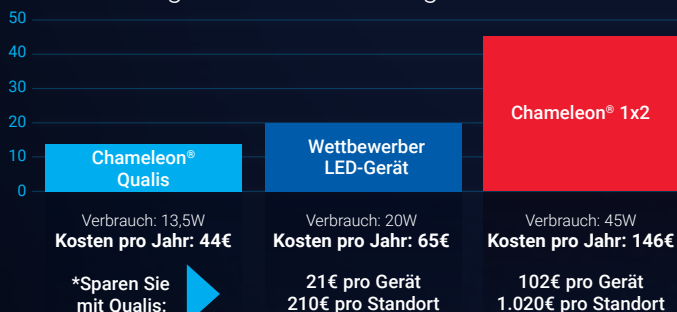 50
40
30
20
10
0
Chameleon®
Qualis
Wettbewerber
LED-Gerät
Chameleon® 1x2
Verbrauch: 13,5W
Kosten pro Jahr: 44€
Verbrauch: 20W
Kosten pro Jahr: 65€
Verbrauch: 45W
Kosten pro Jahr: 146€
*Sparen Sie
mit Qualis:
21€ pro Gerät
210€ pro Standort
102€ pro Gerät
1.020€ pro Standort